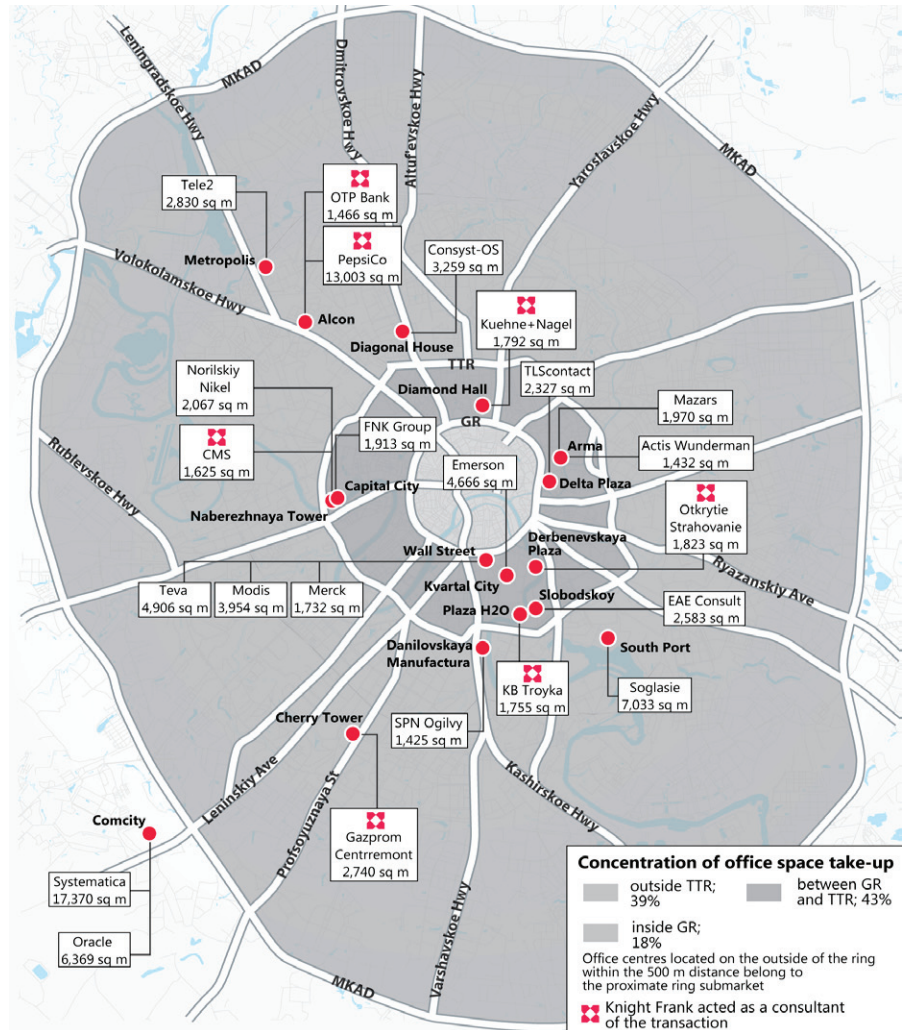 Leningradskoe Hwy
MKAD
Dmitrovskoe Hwy
Altuf'evskoe Hwy
Yaroslavskoe Hwy
MKAD
Tele2
2,830 sq m
OTP Bank
1,466 sq m
PepsiCo
13,003 sq m
Consyst-OS
3,259 sq m
Metropolis
Volokolamskoe Hwy
Alcon
Diagonal House
Kuehne+Nagel
1,792 sq m
TTR
Norilskiy
Nikel
2,067 sq m
Diamond Hall
TLScontact
2,327 sq m
Mazars
1,970 sq m
GR
FNK Group
1,913 sq m
CMS
1,625 sq m
Arma
Actis Wunderman
1,432 sq m
Emerson
4,666 sq m
Rublevskoe Hwy
Capital City
Delta Plaza
Naberezhnaya Tower
Otkrytie
Strahovanie
1,823 sq m
Derbenevskaya
Plaza
Wall Street
Kvartal City
Ryazanskiy Ave
Teva
4,906 sq m
Modis
3,954 sq m
Merck
1,732 sq m
Slobodskoy
Plaza H2O
EAE Consult
2,583 sq m
Danilovskaya
Manufactura
South Port
KB Troyka
1,755 sq m
Soglasie
7,033 sq m
Cherry Tower
SPN Ogilvy
1,425 sq m
Leninskiy Ave
Profsoyuznaya St
Kashirskoe Hwy
Comcity
Gazprom
Centrremont
2,740 sq m
Systematica
17,370 sq m
Oracle
6,369 sq m
Varshavskoe Hwy
MKAD
Concentration of office space take-up
outside TTR;
39%
between GR
and TTR; 43%
inside GR;
18%
Office centres located on the outside of the ring
within the 500 m distance belong to
the proximate ring submarket
Knight Frank acted as a consultant
of the transaction